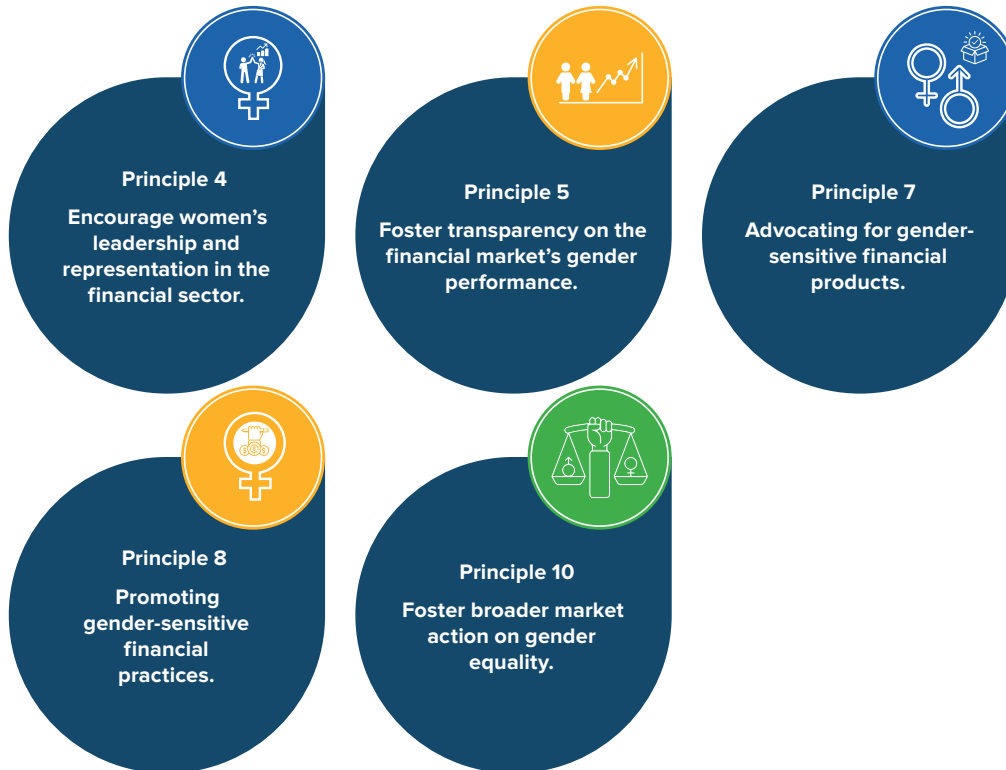 Principle 4
Encourage women’s
leadership and
representation in the
financial sector.
Principle 5
Foster transparency on the
financial market’s gender
performance.
Principle 7
Advocating for gender-
sensitive financial
products.
Principle 8
Promoting
gender-sensitive
financial
practices.
Principle 10
Foster broader market
action on gender
equality.